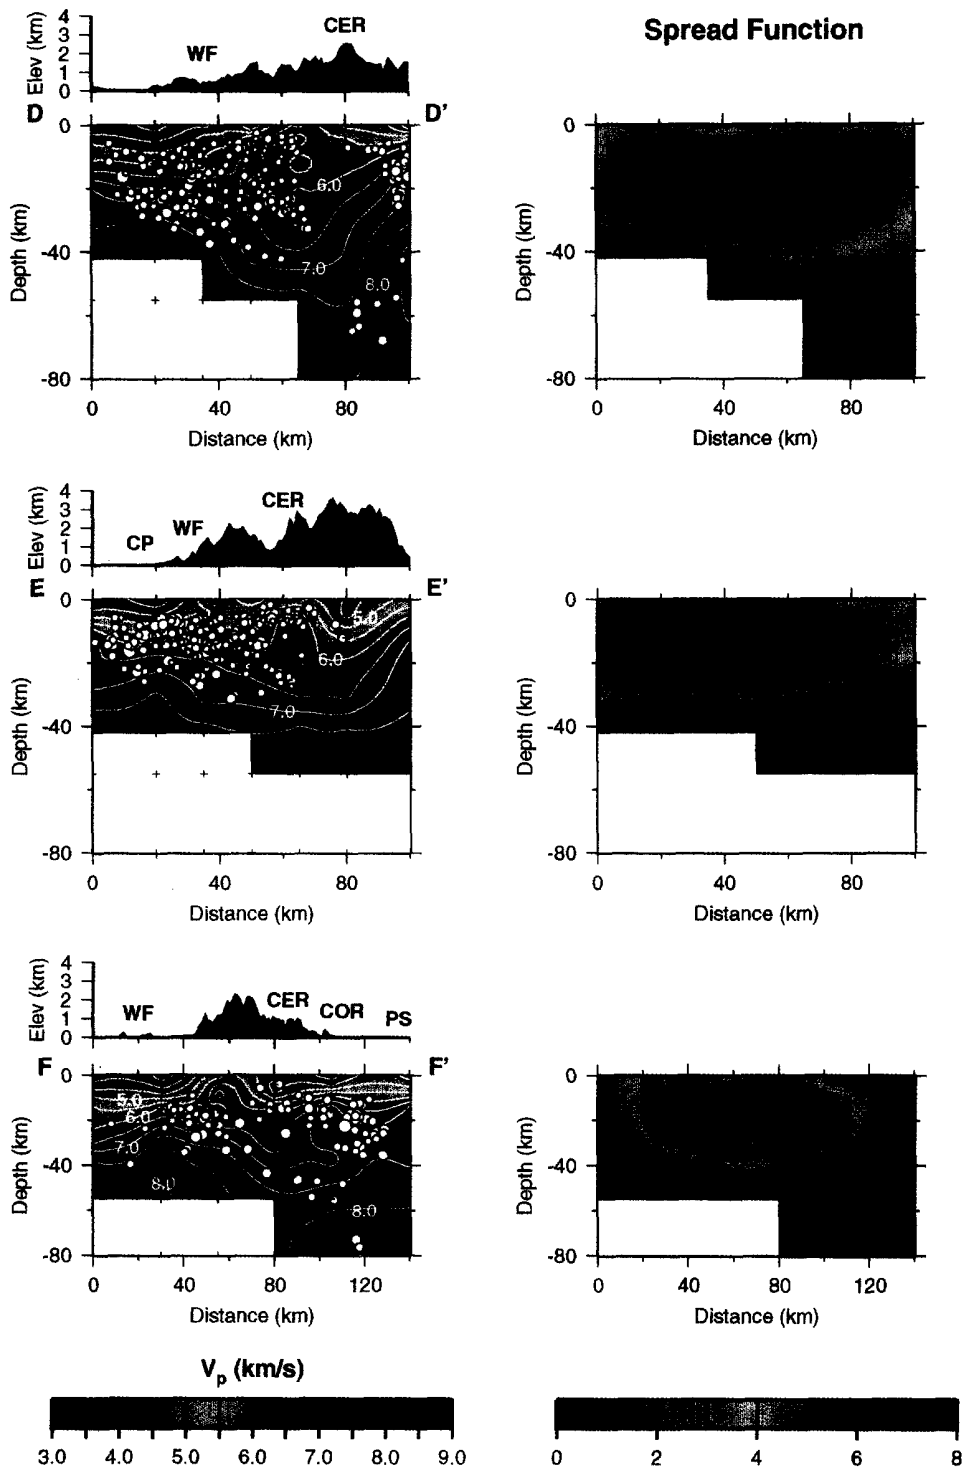 Spread Function
Elev (km)
4
3
2
1
0
WF
CER
D
D'
Depth (km)
0
-40
-80
6.0
7.0
8.0
0
40
80
Distance (km)
Depth (km)
0
-40
-80
0
40
80
Distance (km)
Elev (km)
4
3
2
1
0
CP
WF
CER
E
E'
Depth (km)
0
-40
-80
5.0
6.0
7.0
0
40
80
Distance (km)
Depth (km)
0
-40
-80
0
40
80
Distance (km)
Elev (km)
4
3
2
1
0
WF
CER
COR
PS
F
F'
Depth (km)
0
-40
-80
5.0
6.0
7.0
8.0
8.0
0
40
80
120
Distance (km)
Depth (km)
0
-40
-80
0
40
80
120
Distance (km)
Vp (km/s)
3.0 4.0 5.0 6.0 7.0 8.0 9.0
0 2 4 6 8